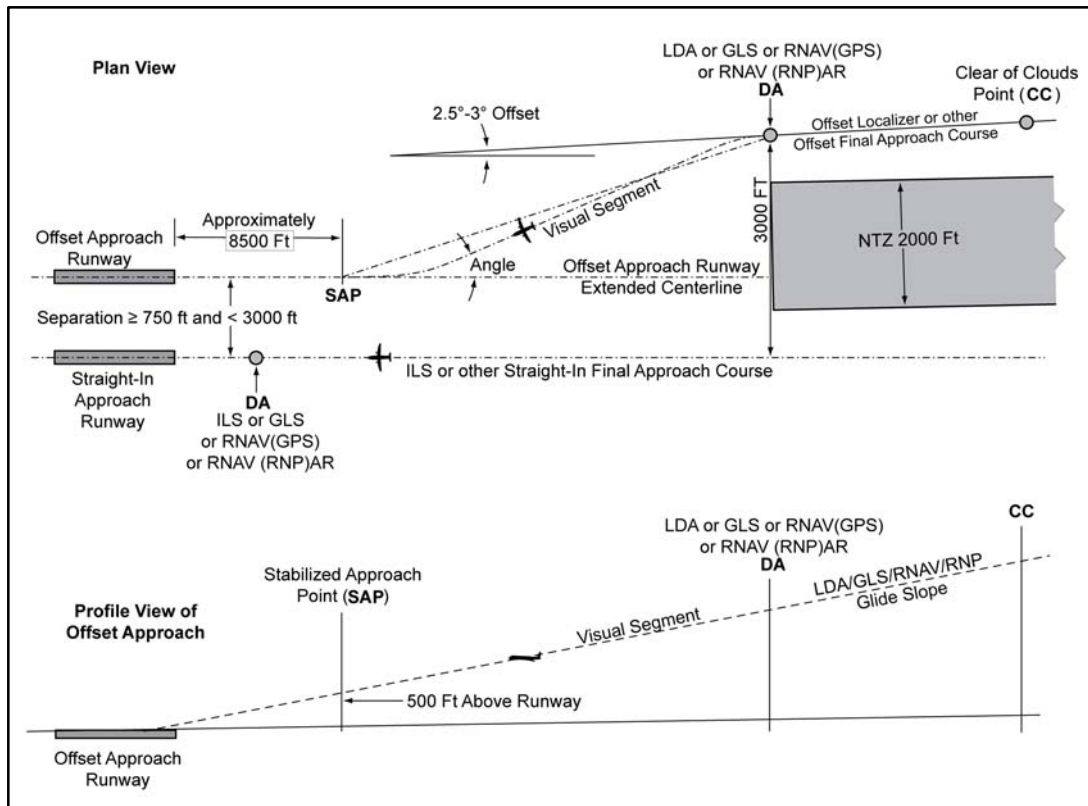 Plan View
LDA or GLS or RNAV(GPS)
or RNAV (RNP)AR
DA
Clear of Clouds
Point (CC)
2.5°-3° Offset
Offset Localizer or other
Offset Final Approach Course
Approximately
8500 Ft
Offset Approach
Runway
Visual Segment
3000 FT
NTZ 2000 Ft
Angle
SAP
Offset Approach Runway
Extended Centerline
Separation ≥ 750 ft and < 3000 ft
Straight-In
Approach
Runway
DA
ILS or GLS
or RNAV(GPS)
or RNAV (RNP)AR
ILS or other Straight-In Final Approach Course
Profile View of
Offset Approach
Stabilized Approach
Point (SAP)
LDA or GLS or RNAV(GPS)
or RNAV (RNP)AR
DA
CC
LDA/GLS/RNAV/RNP
Glide Slope
Visual Segment
500 Ft Above Runway
Offset Approach
Runway